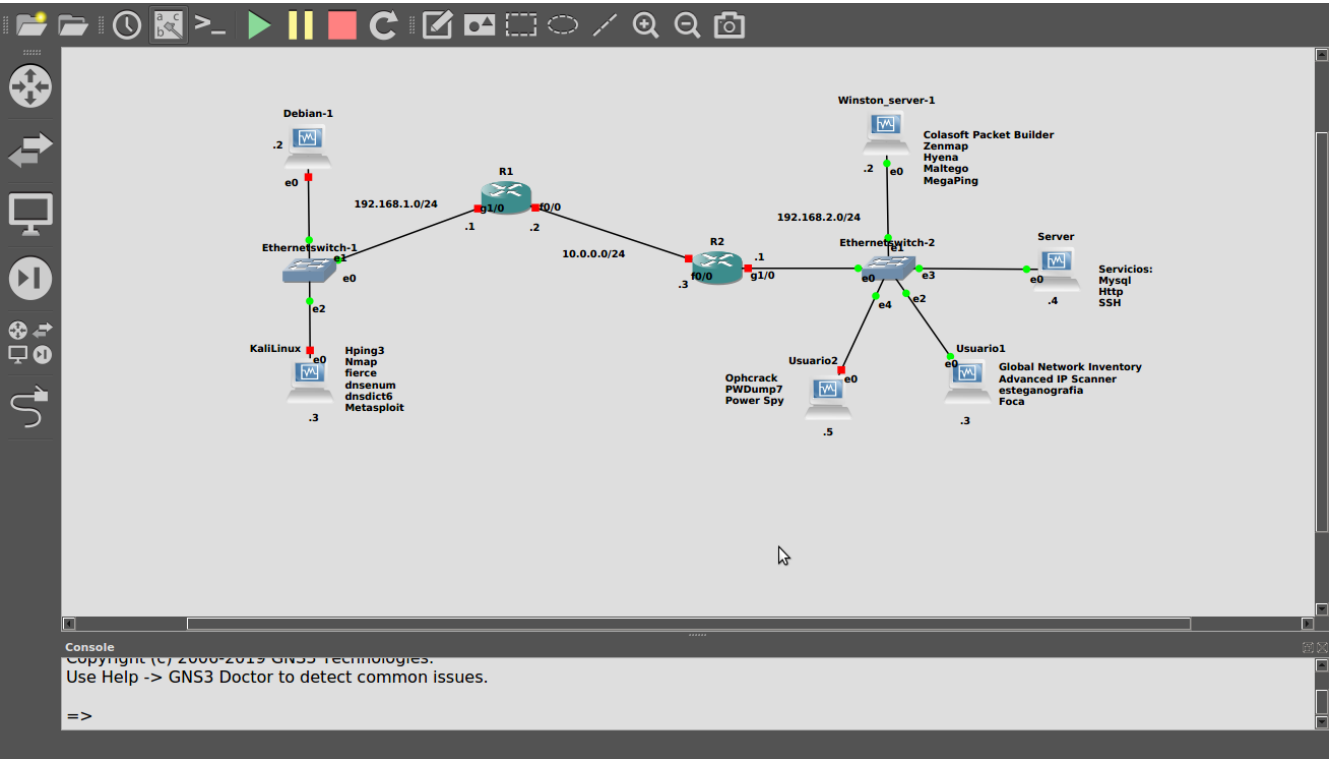 Debian-1
.2
e0
192.168.1.0/24
R1
g1/0
f0/0
.1
.2
Ethernetswitch-1
e1
e0
e2
KaliLinux
e0
Hping3
Nmap
fierce
dnsenum
dnsdict6
Metasploit
.3
10.0.0.0/24
R2
.1
f0/0
g1/0
.3
Winston_server-1
.2
e0
Colasoft Packet Builder
Zenmap
Hyena
Maltego
MegaPing
192.168.2.0/24
Ethernetswitch-2
e1
e0
e3
e4
e2
Server
e0
.4
Servicios:
Mysql
Http
SSH
Usuario2
e0
Ophcrack
PWDump7
Power Spy
.5
Usuario1
e0
Global Network Inventory
Advanced IP Scanner
esteganografia
Foca
.3
Console
Copyright (c) 2006-2019 GNS3 Technologies.
Use Help -> GNS3 Doctor to detect common issues.
=>